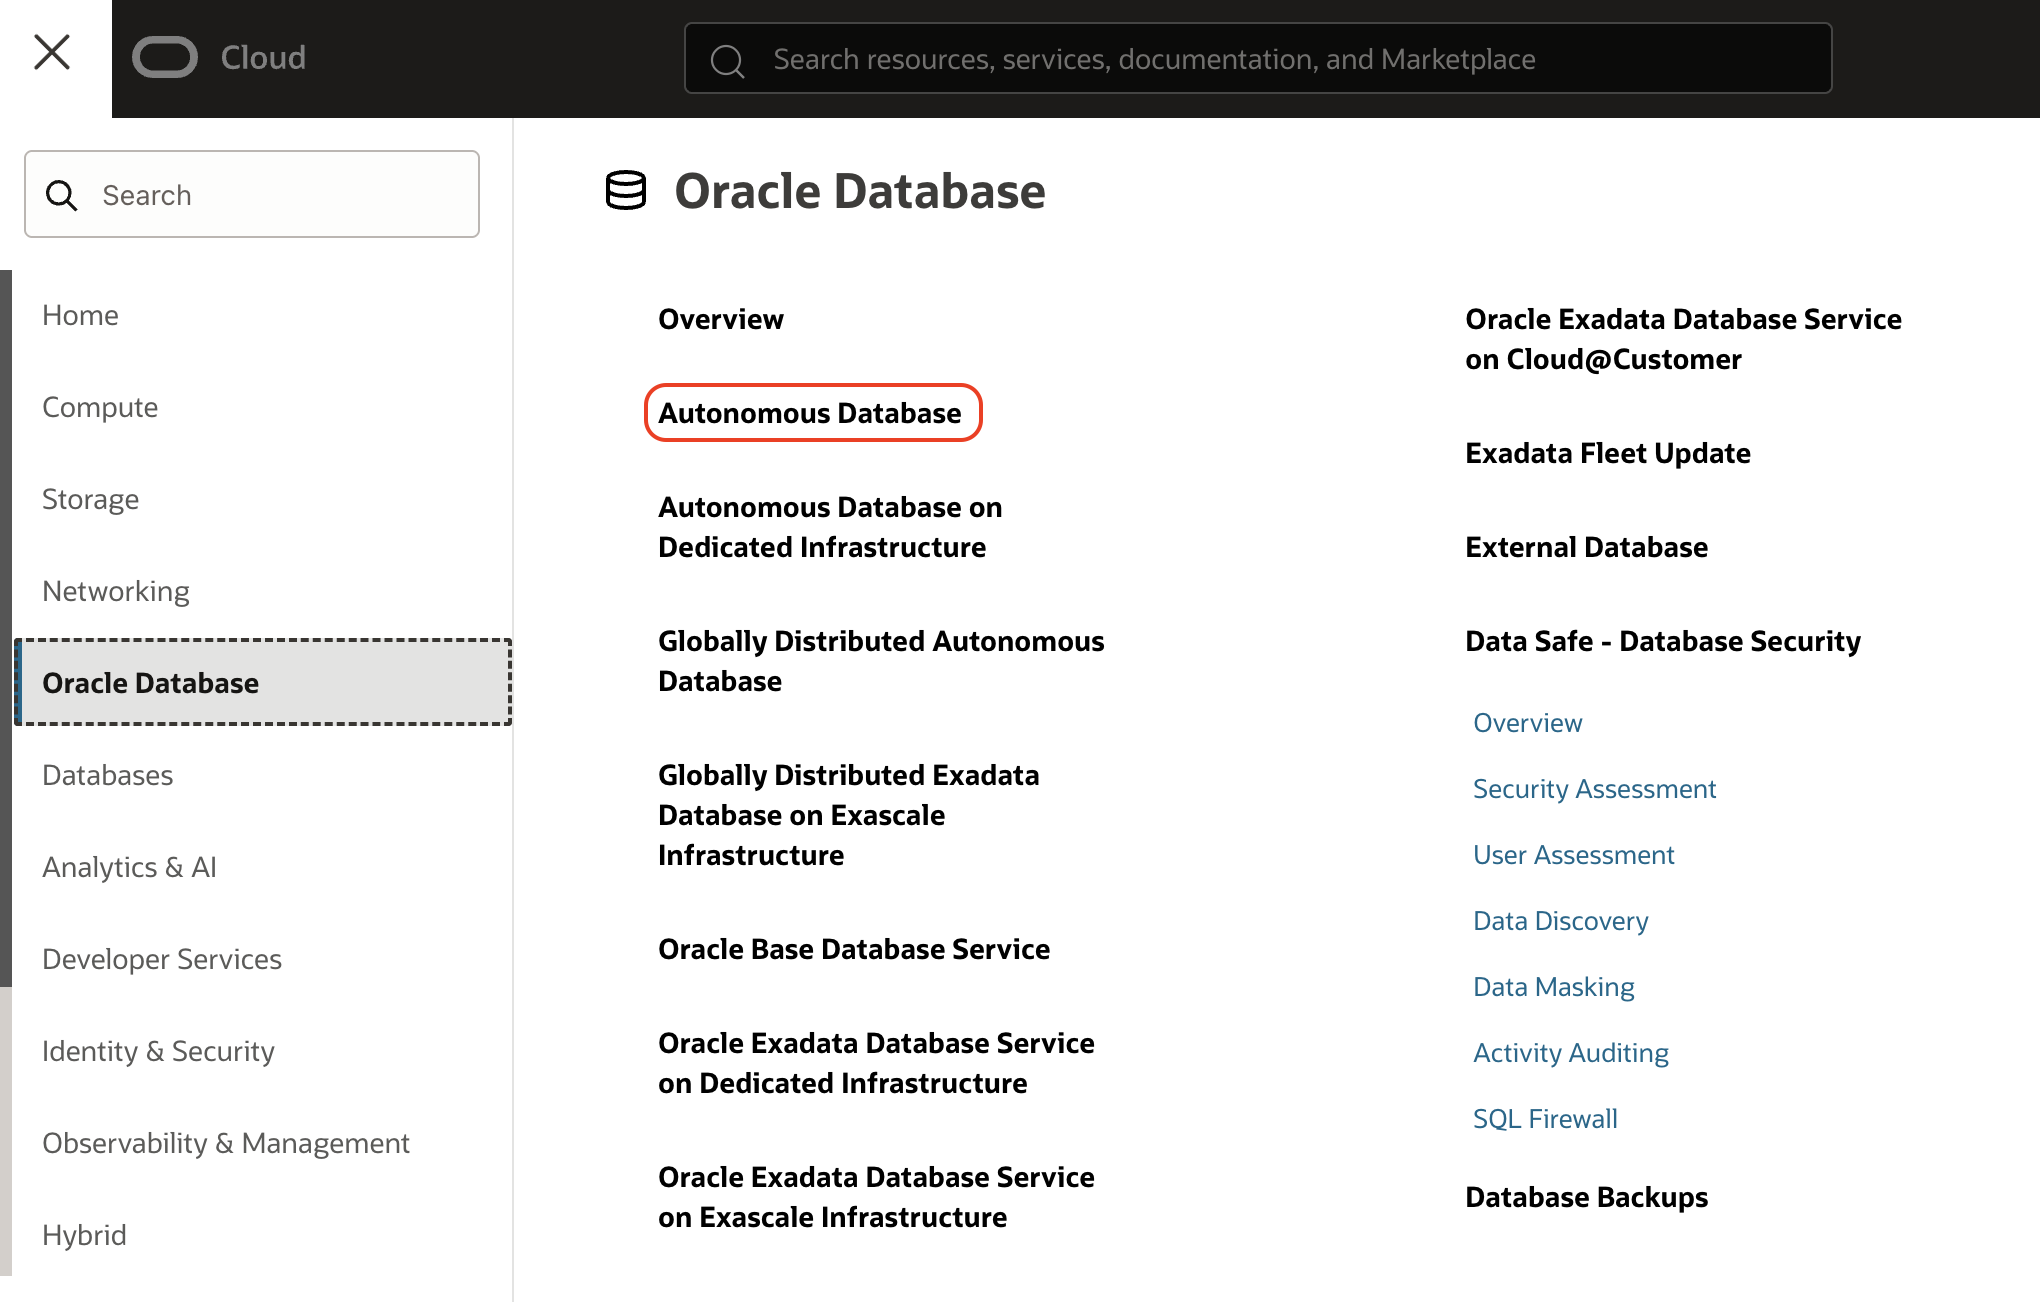 Cloud
Search resources, services, documentation, and Marketplace
Search
Home
Compute
Storage
Networking
Oracle Database
Databases
Analytics & AI
Developer Services
Identity & Security
Observability & Management
Hybrid
Oracle Database
Overview
Autonomous Database
Autonomous Database on
Dedicated Infrastructure
Globally Distributed Autonomous
Database
Globally Distributed Exadata
Database on Exascale
Infrastructure
Oracle Base Database Service
Oracle Exadata Database Service
on Dedicated Infrastructure
Oracle Exadata Database Service
on Exascale Infrastructure
Oracle Exadata Database Service
on Cloud@Customer
Exadata Fleet Update
External Database
Data Safe - Database Security
Overview
Security Assessment
User Assessment
Data Discovery
Data Masking
Activity Auditing
SQL Firewall
Database Backups